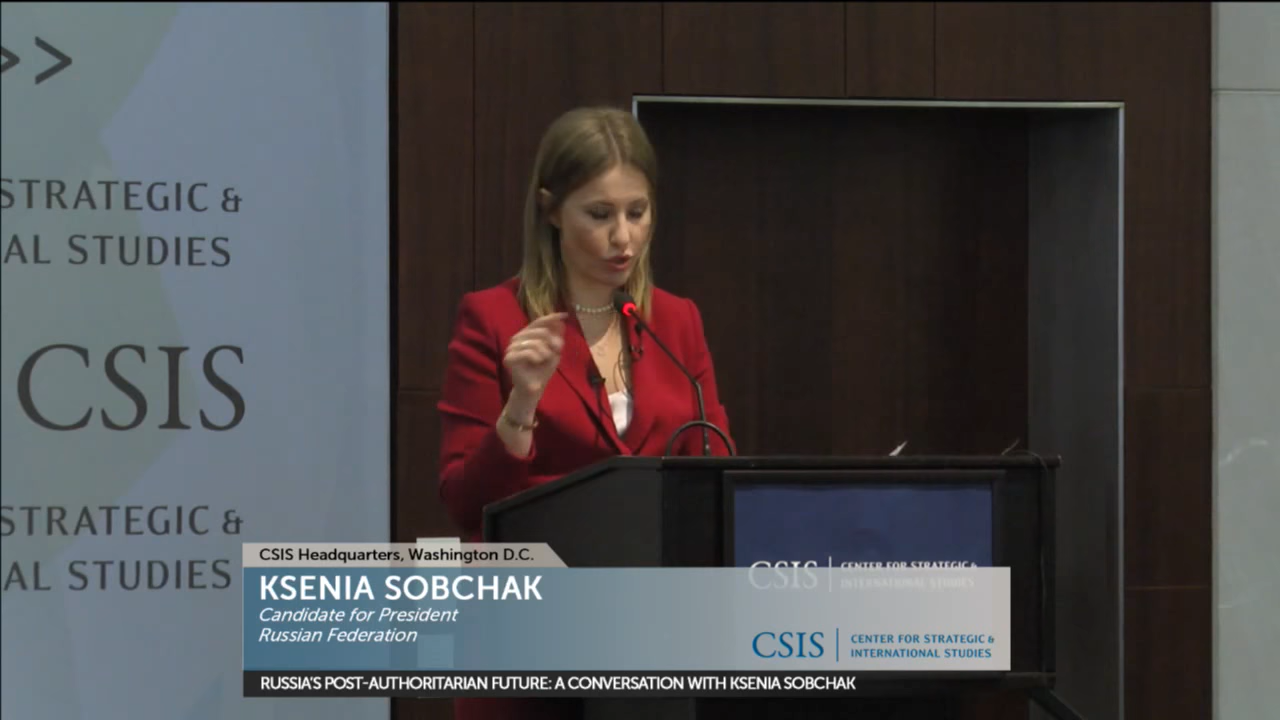 >>
STRATEGIC &
AL STUDIES
CSIS
STRATEGIC &
AL STUDIES
CSIS Headquarters, Washington D.C.
KSENIA SOBCHAK
Candidate for President
Russian Federation
CSIS | CENTER FOR STRATEGIC &
INTERNATIONAL STUDIES
CSIS | CENTER FOR STRATEGIC &
INTERNATIONAL STUDIES
RUSSIA'S POST-AUTHORITARIAN FUTURE: A CONVERSATION WITH KSENIA SOBCHAK